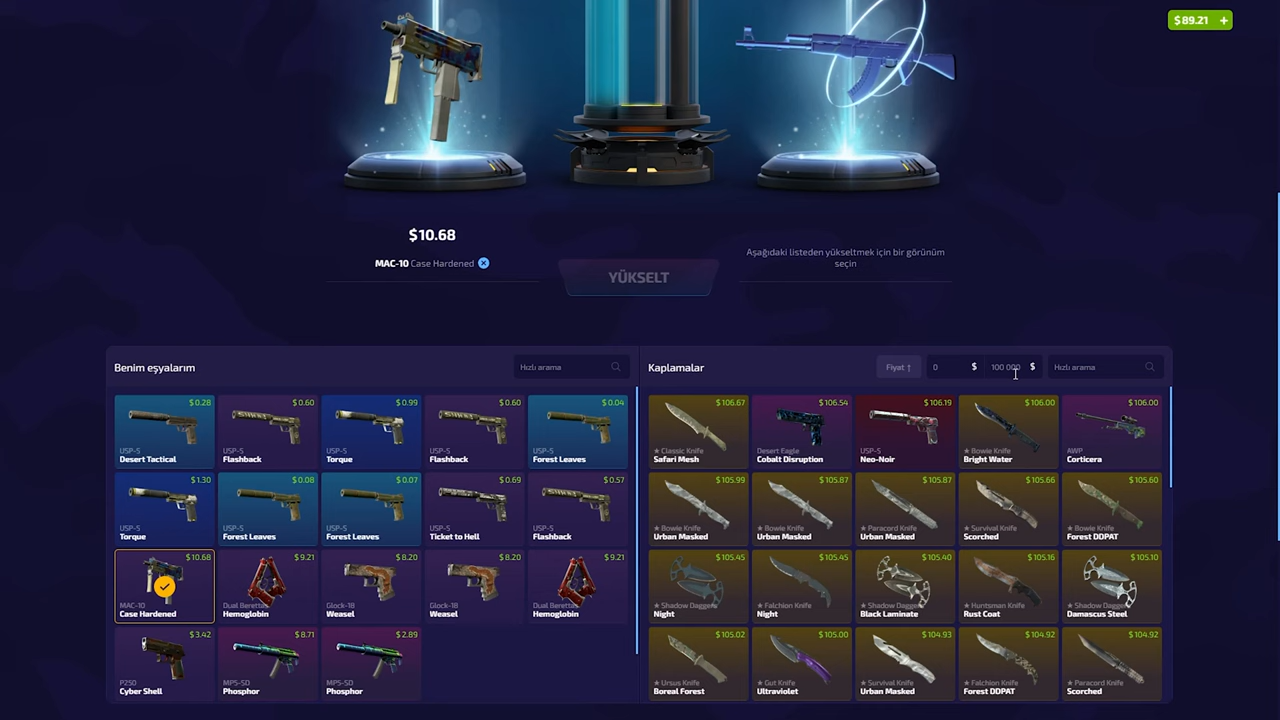 $89.21 +
$10.68
MAC-10 Case Hardened
YÜKSELT
Aşağıdaki listeden yükseltmek için bir görünüm
seçin
Benim eşyalarım
Hızlı arama
$0.28
USP-S
Desert Tactical
$0.60
USP-S
Flashback
$0.99
USP-S
Torque
$0.60
USP-S
Flashback
$0.04
USP-S
Forest Leaves
$1.30
USP-S
Torque
$0.08
USP-S
Forest Leaves
$0.07
USP-S
Forest Leaves
$0.69
USP-S
Ticket to Hell
$0.57
USP-S
Flashback
$10.68
MAC-10
Case Hardened
$9.21
Dual Berettas
Hemoglobin
$8.20
Glock-18
Weasel
$8.20
Glock-18
Weasel
$9.21
Dual Berettas
Hemoglobin
$3.42
P250
Cyber Shell
$8.71
MP5-SD
Phosphor
$2.89
MP5-SD
Phosphor
Kaplamalar
Fiyat ↑
0 $
100 000 $
Hızlı arama
$106.67
★ Classic Knife
Safari Mesh
$106.54
Desert Eagle
Cobalt Disruption
$106.19
USP-S
Neo-Noir
$106.00
★ Bowie Knife
Bright Water
$106.00
AWP
Corticera
$105.99
★ Bowie Knife
Urban Masked
$105.87
★ Bowie Knife
Urban Masked
$105.87
★ Paracord Knife
Urban Masked
$105.66
★ Survival Knife
Scorched
$105.60
★ Bowie Knife
Forest DDPAT
$105.45
★ Shadow Daggers
Night
$105.45
★ Falchion Knife
Night
$105.40
★ Shadow Daggers
Black Laminate
$105.16
★ Huntsman Knife
Rust Coat
$105.10
★ Shadow Daggers
Damascus Steel
$105.02
★ Ursus Knife
Boreal Forest
$105.00
★ Gut Knife
Ultraviolet
$104.93
★ Survival Knife
Urban Masked
$104.92
★ Falchion Knife
Forest DDPAT
$104.92
★ Paracord Knife
Scorched